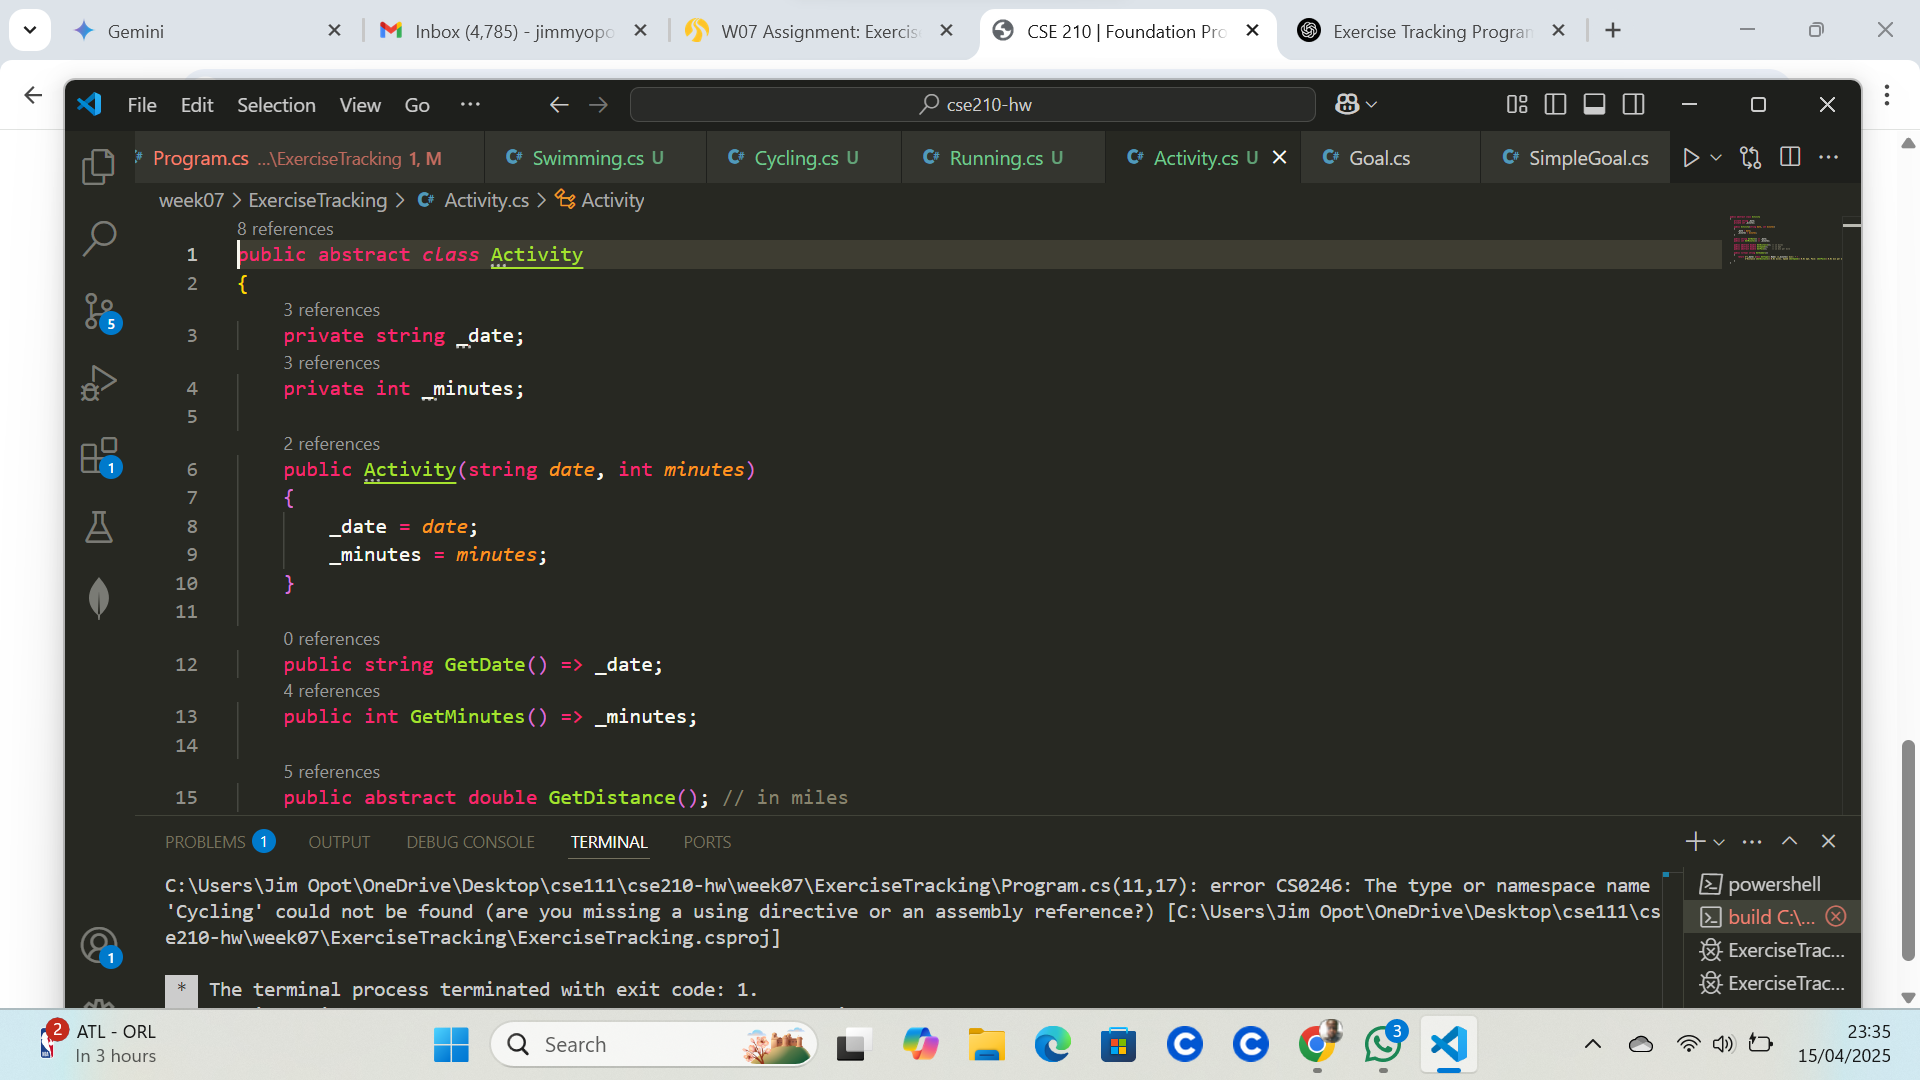 Gemini
Inbox (4,785) - jimmyopo
W07 Assignment: Exercise
CSE 210 | Foundation Pro
Exercise Tracking Program
File Edit Selection View Go ...
cse210-hw
Program.cs ...\ExerciseTracking 1, M
C# Swimming.cs U
C# Cycling.cs U
C# Running.cs U
C# Activity.cs U
C# Goal.cs
C# SimpleGoal.cs
week07 > ExerciseTracking > C# Activity.cs > Activity
8 references
1 public abstract class Activity
2 {
3 references
3 private string _date;
3 references
4 private int _minutes;
5
2 references
6 public Activity(string date, int minutes)
7 {
8 _date = date;
9 _minutes = minutes;
10 }
11
0 references
12 public string GetDate() => _date;
4 references
13 public int GetMinutes() => _minutes;
14
5 references
15 public abstract double GetDistance(); // in miles
5
1
1
PROBLEMS 1 OUTPUT DEBUG CONSOLE TERMINAL PORTS
C:\Users\Jim Opot\OneDrive\Desktop\cse111\cse210-hw\week07\ExerciseTracking\Program.cs(11,17): error CS0246: The type or namespace name
'Cycling' could not be found (are you missing a using directive or an assembly reference?) [C:\Users\Jim Opot\OneDrive\Desktop\cse111\cs
e210-hw\week07\ExerciseTracking\ExerciseTracking.csproj]
* The terminal process terminated with exit code: 1.
powershell
build C:\...
ExerciseTrac...
ExerciseTrac...
2
ATL - ORL
In 3 hours
Search
3
23:35
15/04/2025